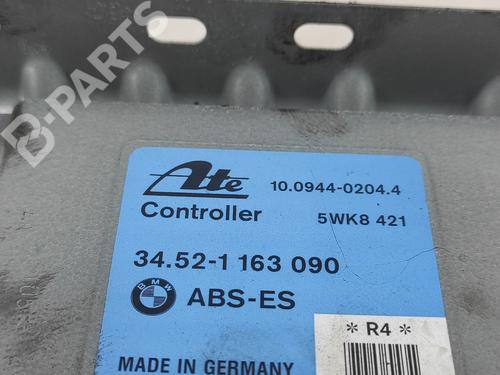 B-PARTS
B-PARTS
Ate 10.0944-0204.4
Controller 5WK8 421
34.52-1 163 090
BMW ABS-ES
* R4 *
MADE IN GERMANY